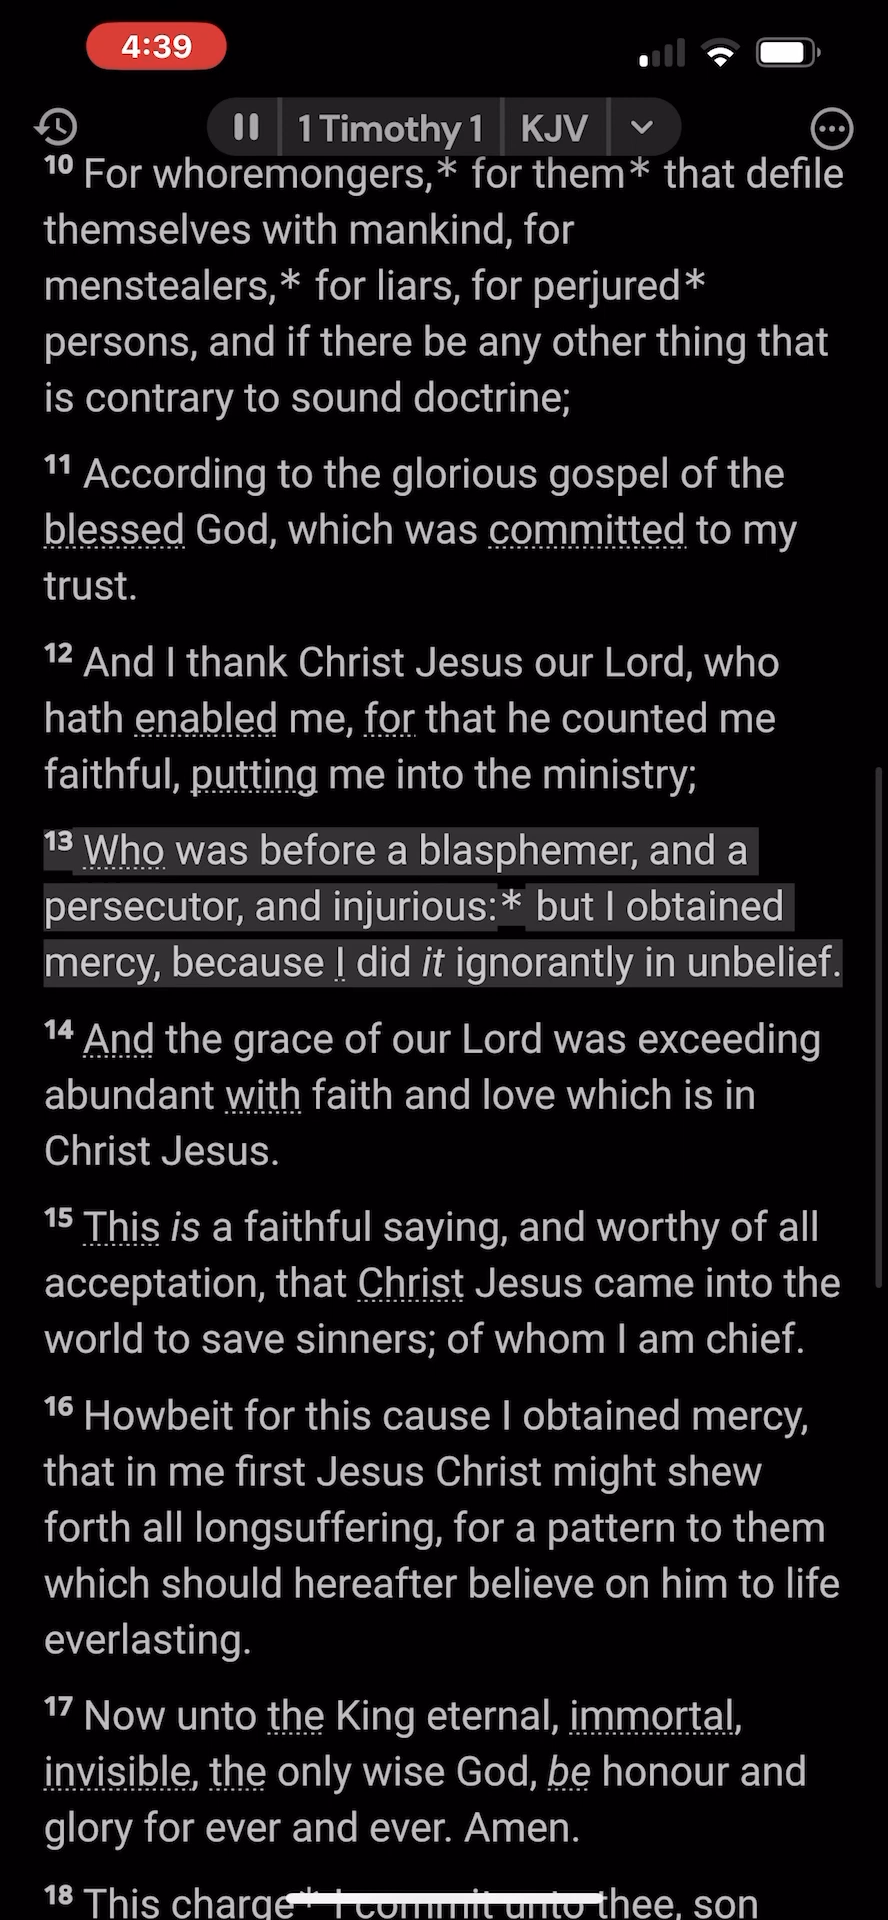 4:39
1 Timothy 1 KJV
10 For whoremongers,* for them* that defile
themselves with mankind, for
menstealers,* for liars, for perjured*
persons, and if there be any other thing that
is contrary to sound doctrine;
11 According to the glorious gospel of the
blessed God, which was committed to my
trust.
12 And I thank Christ Jesus our Lord, who
hath enabled me, for that he counted me
faithful, putting me into the ministry;
13 Who was before a blasphemer, and a
persecutor, and injurious:* but I obtained
mercy, because I did it ignorantly in unbelief.
14 And the grace of our Lord was exceeding
abundant with faith and love which is in
Christ Jesus.
15 This is a faithful saying, and worthy of all
acceptation, that Christ Jesus came into the
world to save sinners; of whom I am chief.
16 Howbeit for this cause I obtained mercy,
that in me first Jesus Christ might shew
forth all longsuffering, for a pattern to them
which should hereafter believe on him to life
everlasting.
17 Now unto the King eternal, immortal,
invisible, the only wise God, be honour and
glory for ever and ever. Amen.
18 This charge* I commit unto thee, son